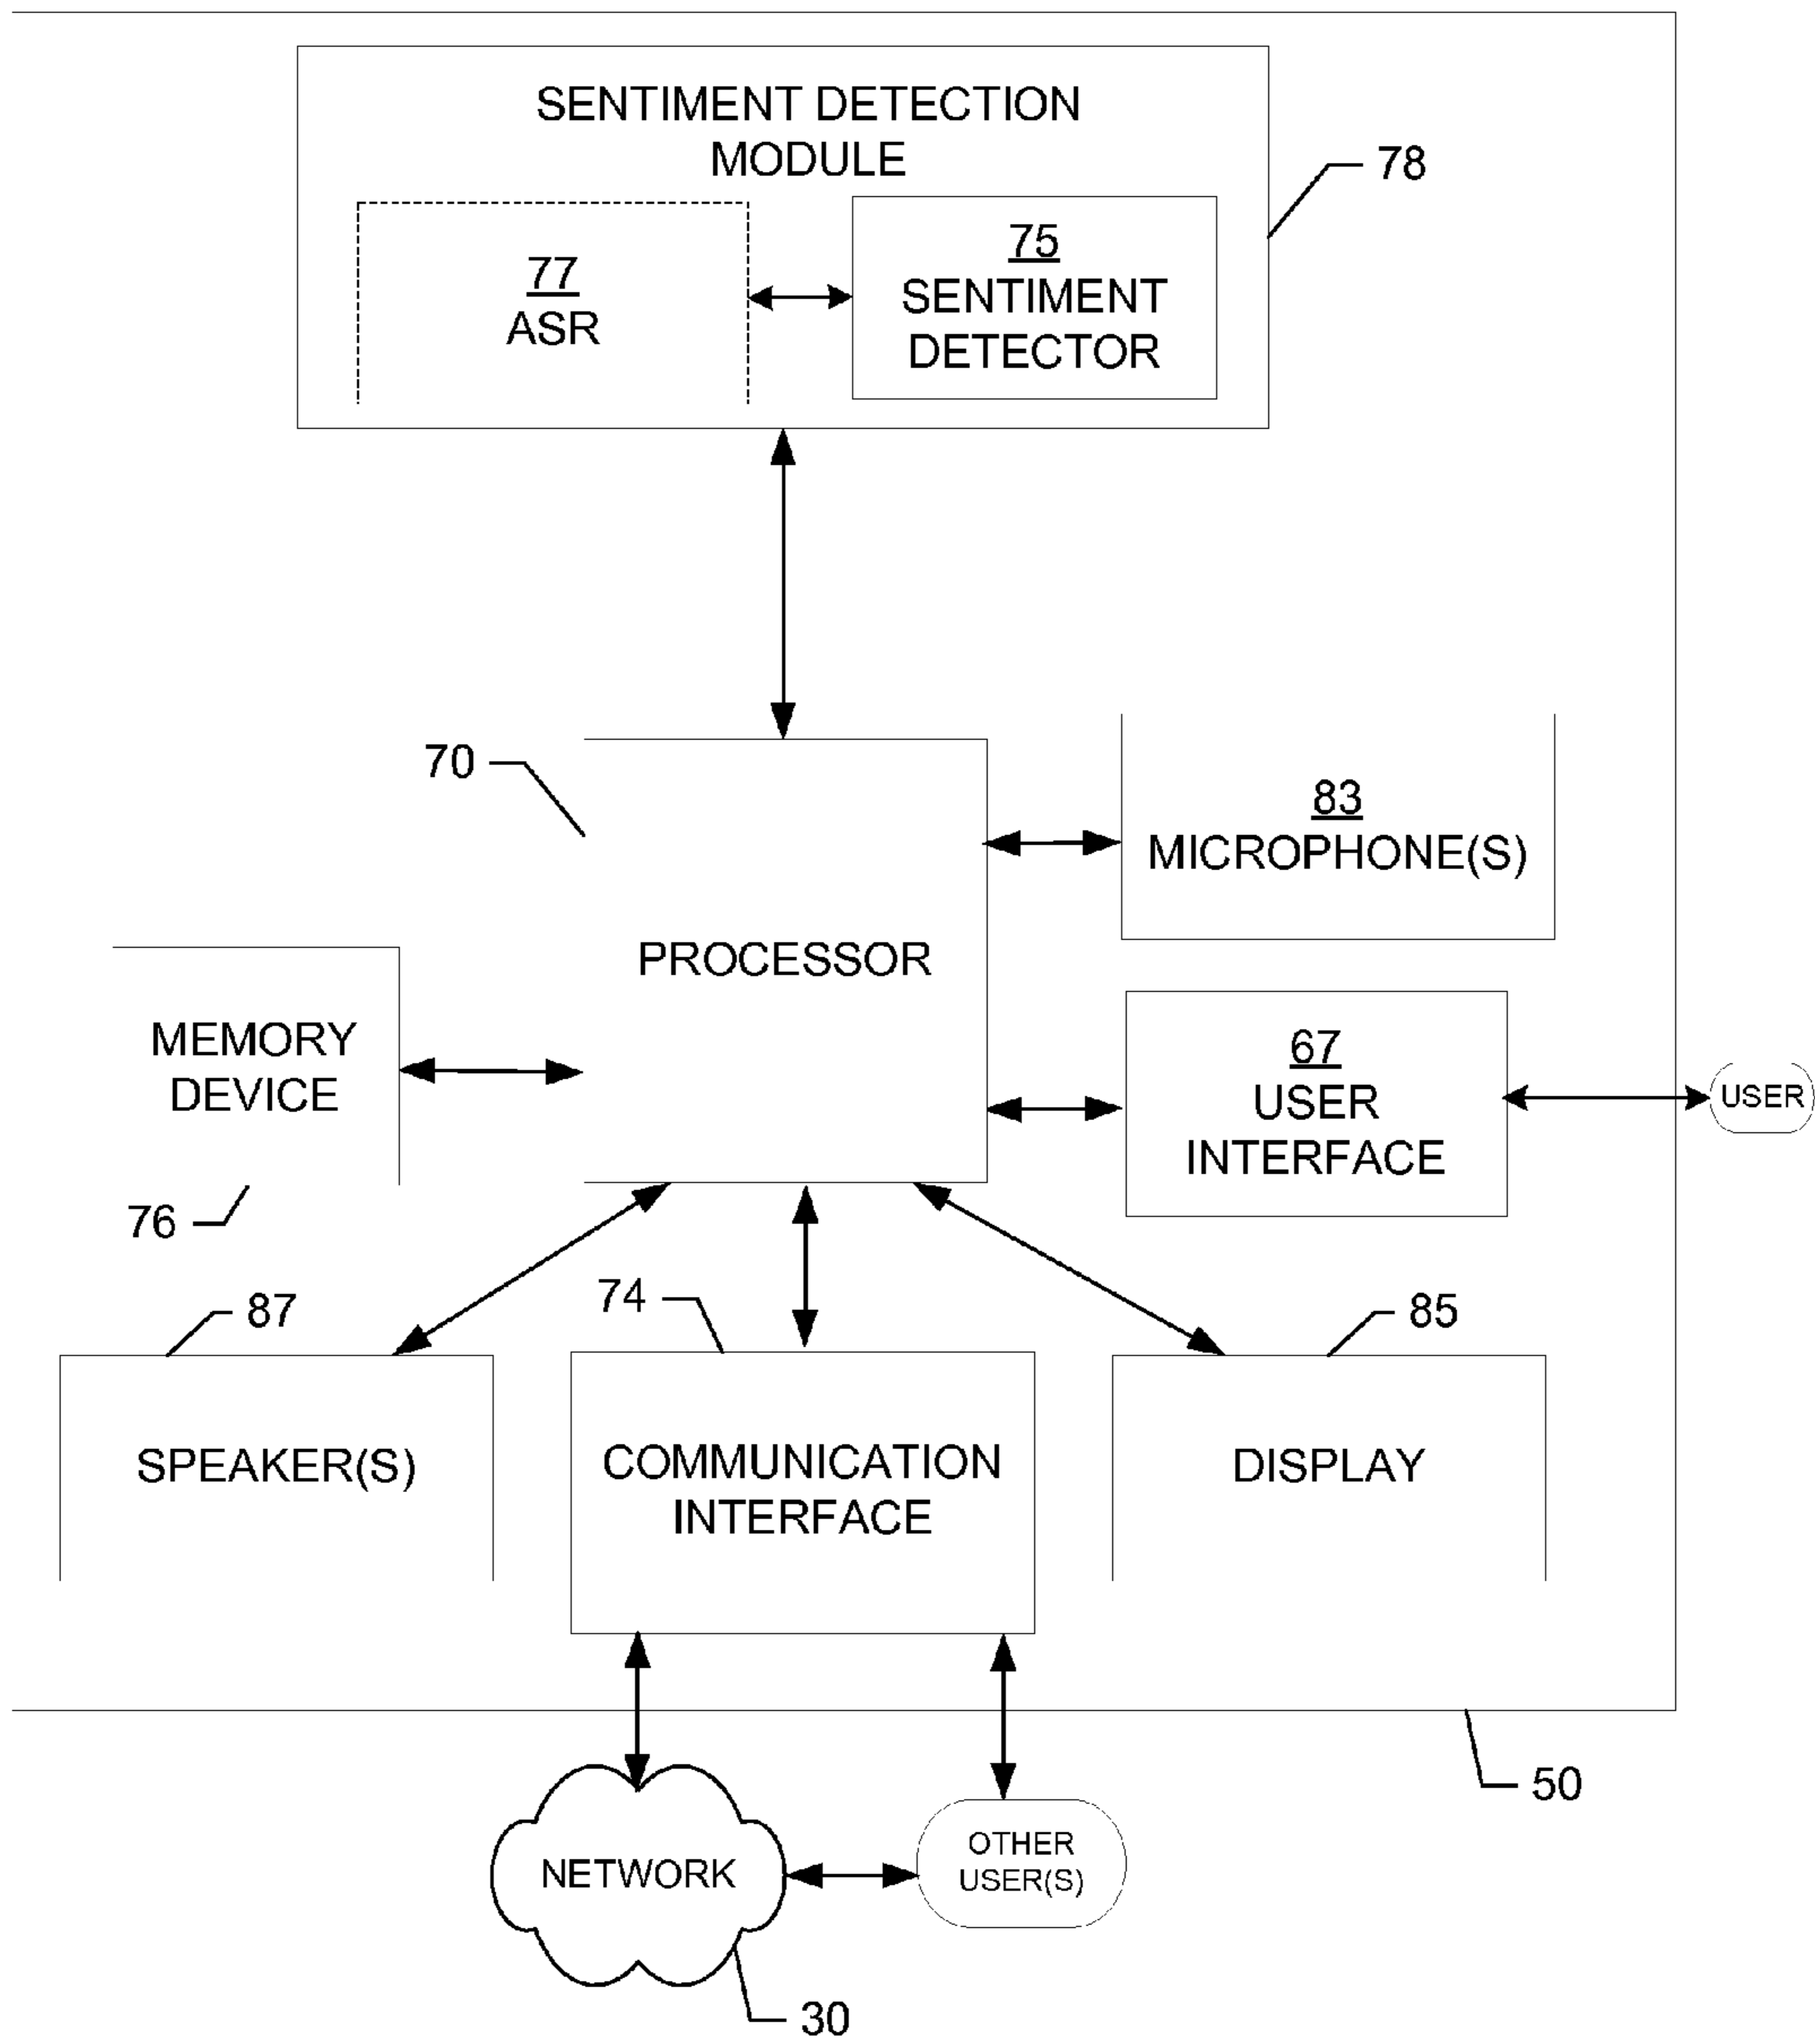 SENTIMENT DETECTION
MODULE
78
77
ASR
75
SENTIMENT
DETECTOR
70
PROCESSOR
83
MICROPHONE(S)
MEMORY
DEVICE
76
67
USER
INTERFACE
USER
87
SPEAKER(S)
74
COMMUNICATION
INTERFACE
85
DISPLAY
50
NETWORK
OTHER
USER(S)
30